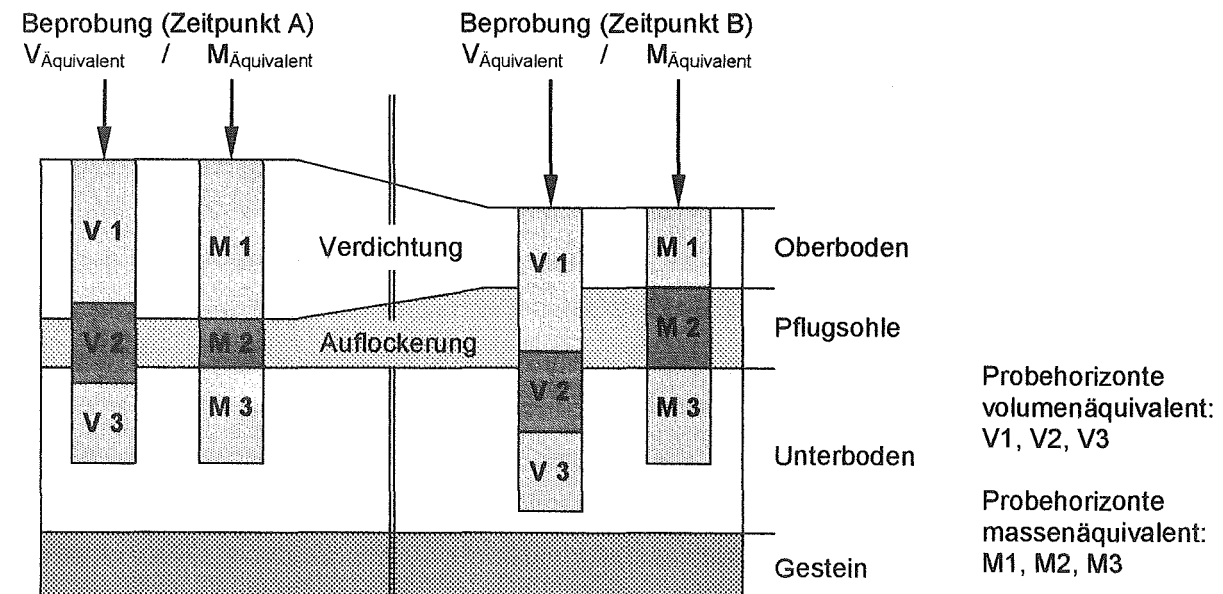 Beprobung (Zeitpunkt A)
VÄquivalent / MÄquivalent
Beprobung (Zeitpunkt B)
VÄquivalent / MÄquivalent
V 1
M 1
Verdichtung
V 1
M 1
Oberboden
V 2
M 2
Auflockerung
V 2
M 2
Pflugsohle
V 3
M 3
V 3
M 3
Unterboden
Gestein
Probehorizonte
volumenäquivalent:
V1, V2, V3
Probehorizonte
massenäquivalent:
M1, M2, M3